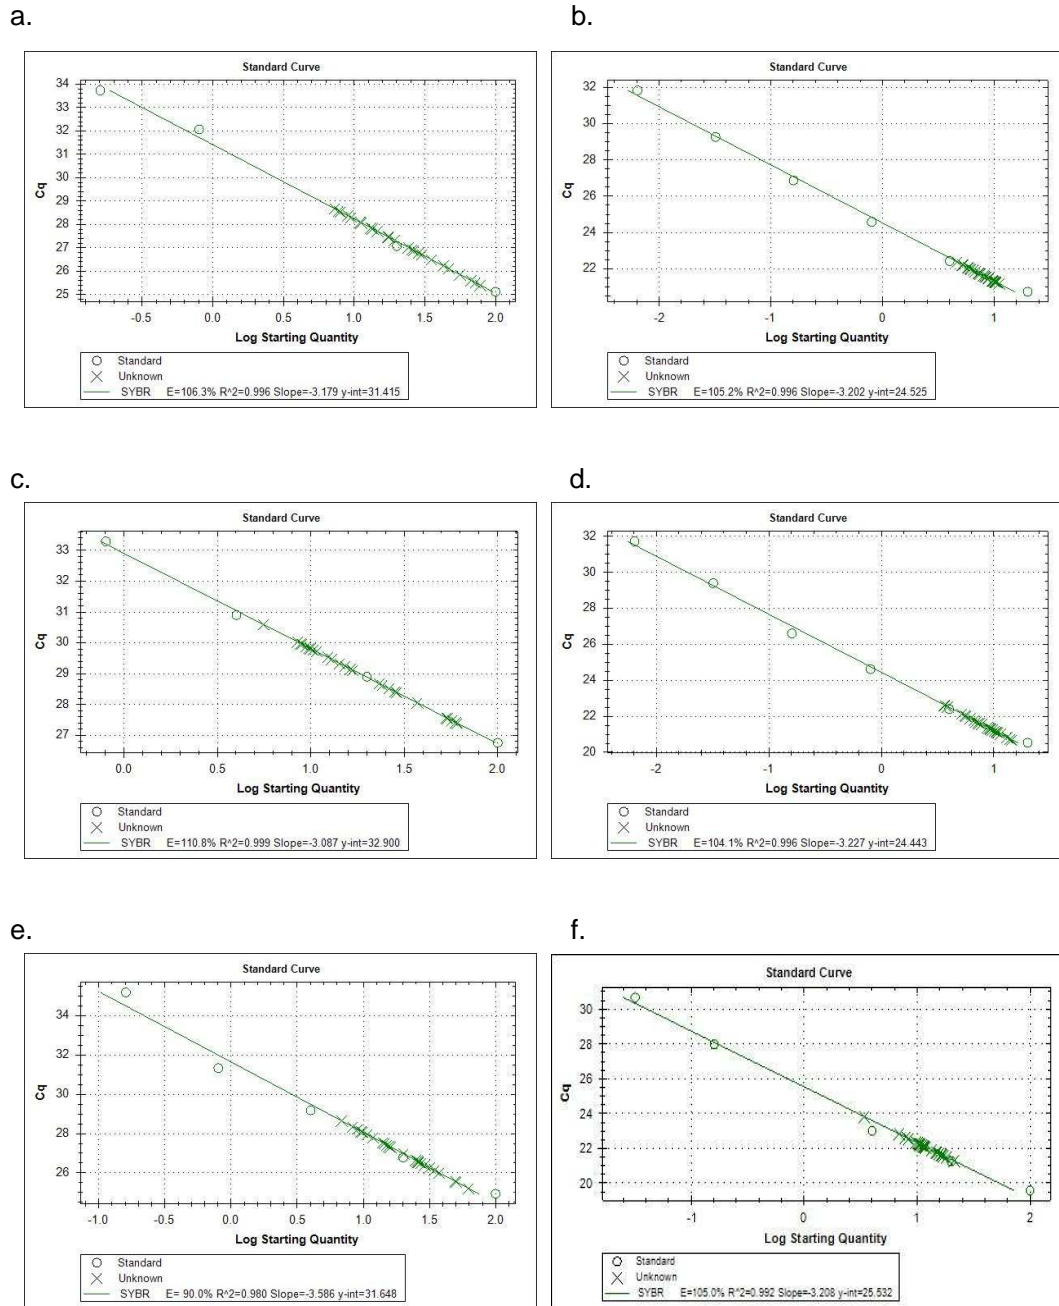 a.
Standard Curve
34
33
32
31
30
29
28
27
26
25
Cq
-0.5 0.0 0.5 1.0 1.5 2.0
Log Starting Quantity
Standard
Unknown
SYBR E=106.3% R^2=0.996 Slope=-3.179 y-int=31.415
b.
Standard Curve
32
30
28
26
24
22
Cq
-2 -1 0 1
Log Starting Quantity
Standard
Unknown
SYBR E=105.2% R^2=0.996 Slope=-3.202 y-int=24.525
c.
Standard Curve
33
32
31
30
29
28
27
Cq
0.0 0.5 1.0 1.5 2.0
Log Starting Quantity
Standard
Unknown
SYBR E=110.8% R^2=0.999 Slope=-3.087 y-int=32.900
d.
Standard Curve
32
30
28
26
24
22
20
Cq
-2 -1 0 1
Log Starting Quantity
Standard
Unknown
SYBR E=104.1% R^2=0.996 Slope=-3.227 y-int=24.443
e.
Standard Curve
34
32
30
28
26
Cq
-1.0 -0.5 0.0 0.5 1.0 1.5 2.0
Log Starting Quantity
Standard
Unknown
SYBR E= 90.0% R^2=0.980 Slope=-3.586 y-int=31.648
f.
Standard Curve
30
28
26
24
22
20
Cq
-1 0 1 2
Log Starting Quantity
Standard
Unknown
SYBR E=105.0% R^2=0.992 Slope=-3.208 y-int=25.532